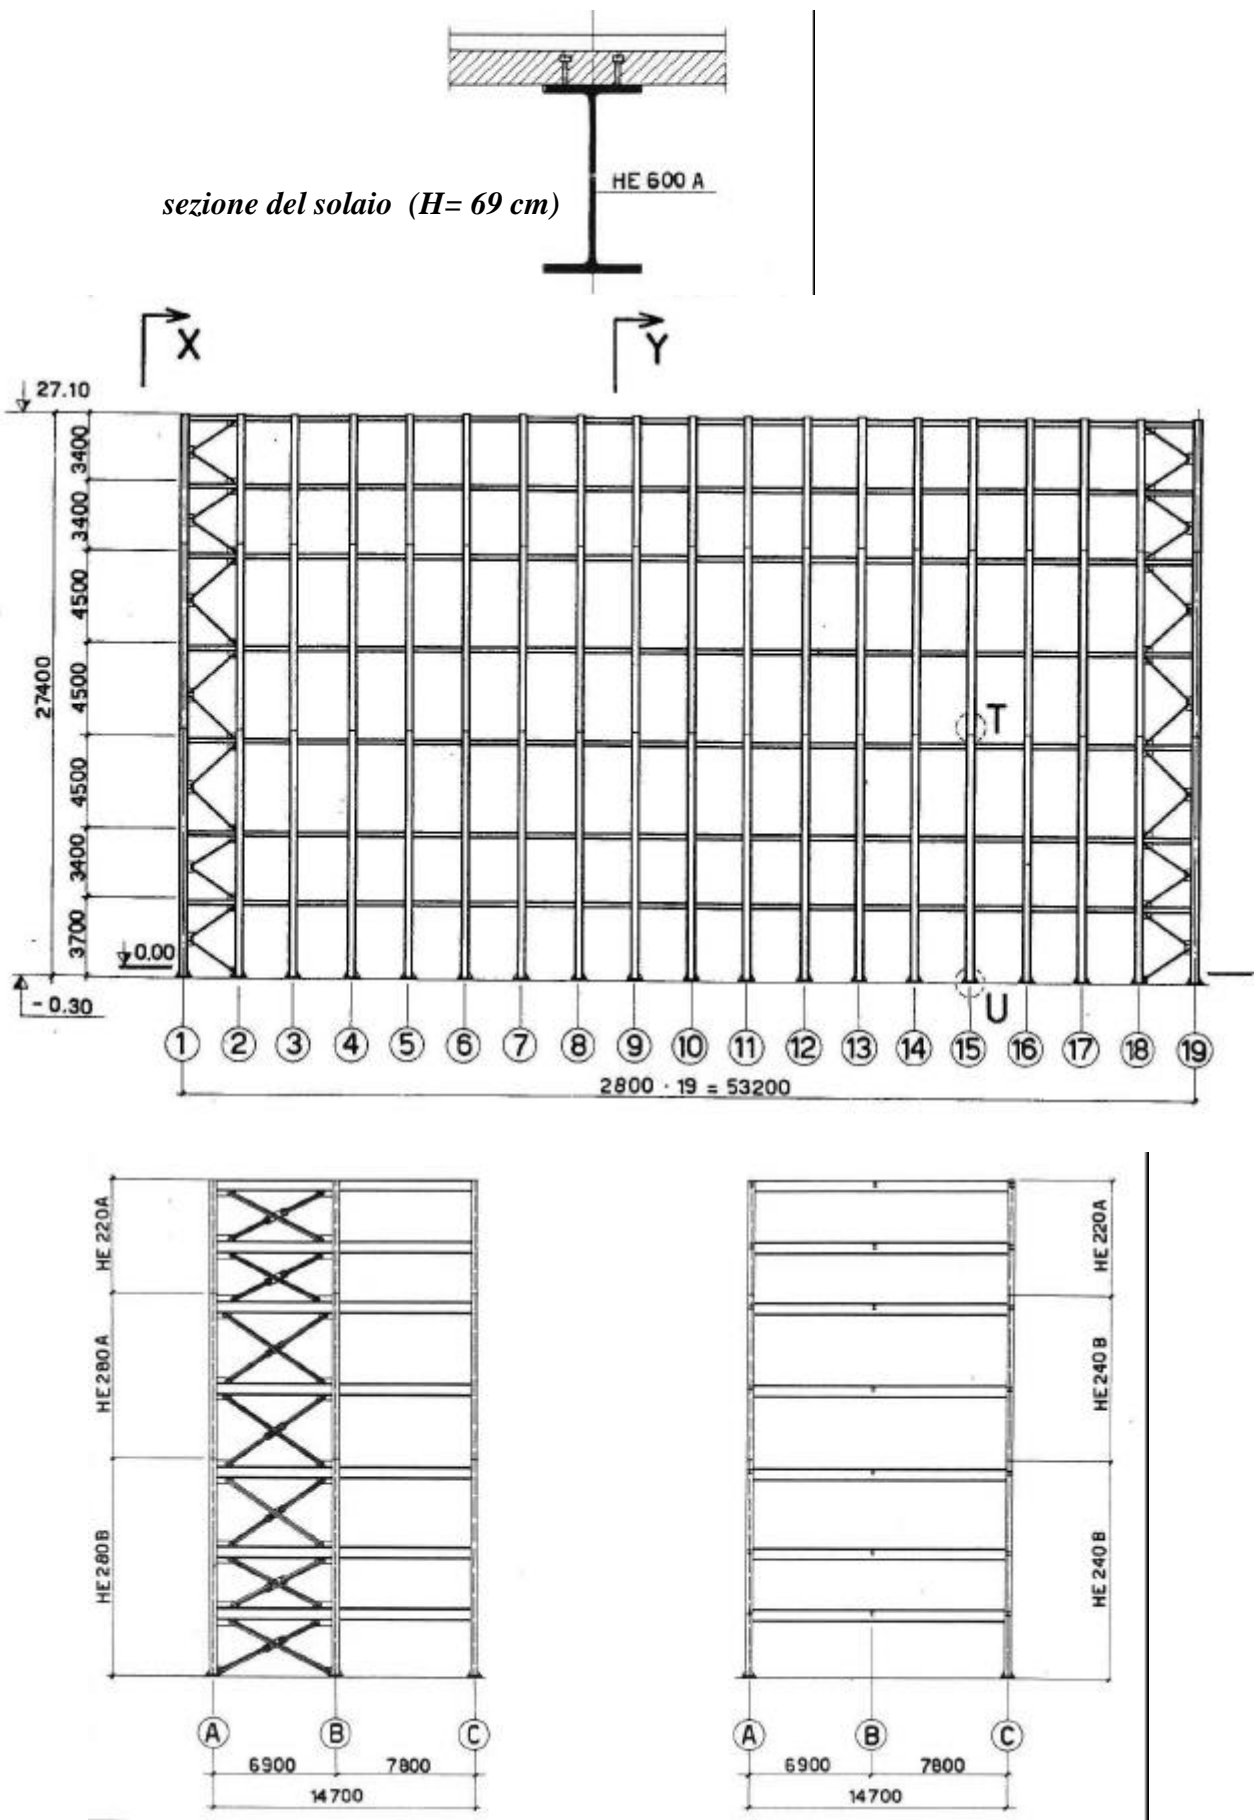 HE 600 A
sezione del solaio (H= 69 cm)
X
Y
27.10
3400
3400
4500
4500
27400
T
4500
3400
3700
0.00
- 0.30
U
1 2 3 4 5 6 7 8 9 10 11 12 13 14 15 16 17 18 19
2800 · 19 = 53200
HE 220A
HE 220A
HE 280A
HE 240B
HE 280B
HE 240B
A B C
A B C
6900 7800
6900 7800
14700
14700